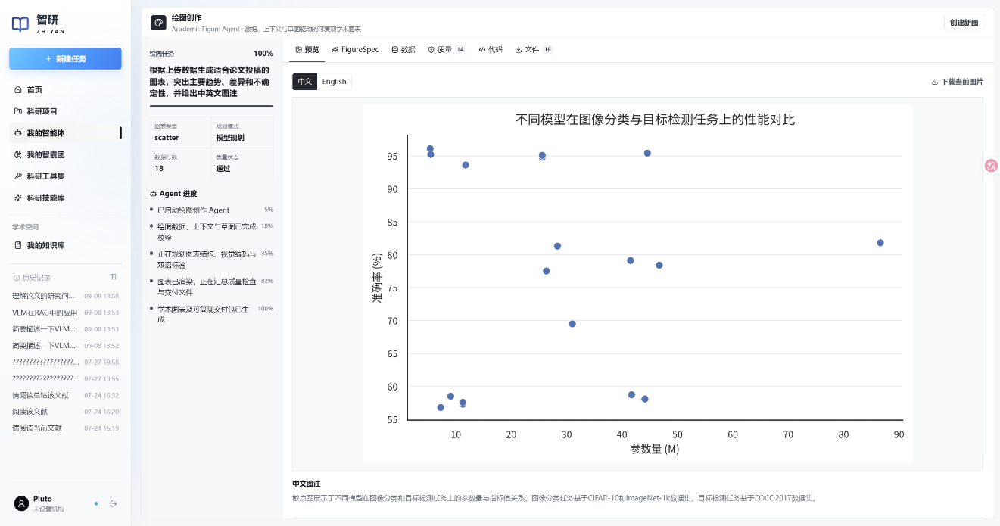 智研
ZHIYAN
+ 新建任务
首页
科研项目
我的智能体
我的智囊团
科研工具集
科研技能库
学术空间
我的知识库
历史记录
理解论文的研究问... 09-08 13:58
VLM在RAG中的应用 09-08 13:53
简要描述一下VLM... 09-08 13:53
简要描述一下VLM... 09-08 13:52
??????????????????... 07-27 19:58
??????????????????... 07-27 19:55
请阅读总结该文献 07-24 16:32
阅读该文献 07-24 16:20
请阅读当前文献 07-24 16:19
Pluto
未设置机构
绘图创作
Academic Figure Agent · 数据、上下文与草图驱动的可复现学术图表
创建新图
绘图任务 100%
根据上传数据生成适合论文投稿的
图表，突出主要趋势、差异和不确
定性，并给出中英文图注
图表类型 规划模式
scatter 模型规划
数据行数 质量状态
18 通过
Agent 进度
已启动绘图创作 Agent 5%
绘图数据、上下文与草图已完成 18%
校验
正在规划图表结构、视觉编码与 35%
双语标签
图表已渲染，正在汇总质量检查 82%
与交付文件
学术图表及可复现交付包已生 100%
成
预览 FigureSpec 数据 质量 14 代码 文件 18
中文 English 下载当前图片
不同模型在图像分类与目标检测任务上的性能对比
95
90
85
80
75
70
65
60
55
准确率 (%)
10 20 30 40 50 60 70 80 90
参数量 (M)
中文图注
散点图展示了不同模型在图像分类和目标检测任务上的参数量与指标值关系。图像分类任务基于CIFAR-10和ImageNet-1k数据集，目标检测任务基于COCO2017数据集。